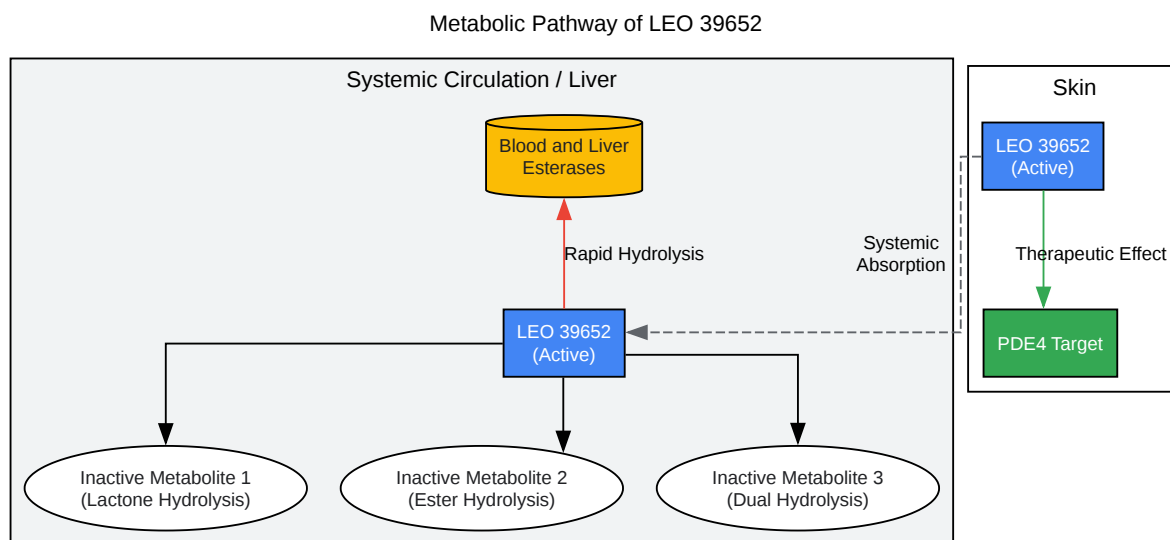 Metabolic Pathway of LEO 39652
Systemic Circulation / Liver
Blood and Liver
Esterases
Rapid Hydrolysis
LEO 39652
(Active)
Inactive Metabolite 1
(Lactone Hydrolysis)
Inactive Metabolite 2
(Ester Hydrolysis)
Inactive Metabolite 3
(Dual Hydrolysis)
Systemic
Absorption
Skin
LEO 39652
(Active)
Therapeutic Effect
PDE4 Target